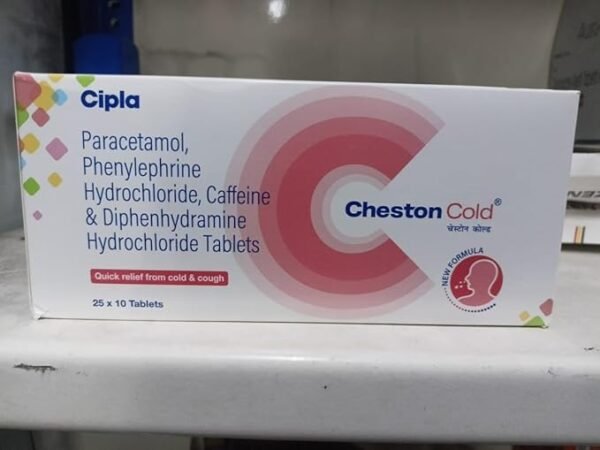 Cipla
Paracetamol,
Phenylephrine
Hydrochloride, Caffeine
& Diphenhydramine
Hydrochloride Tablets
Quick relief from cold & cough
25 x 10 Tablets
Cheston Cold®
चेस्टोन कोल्ड
NEW FORMULA